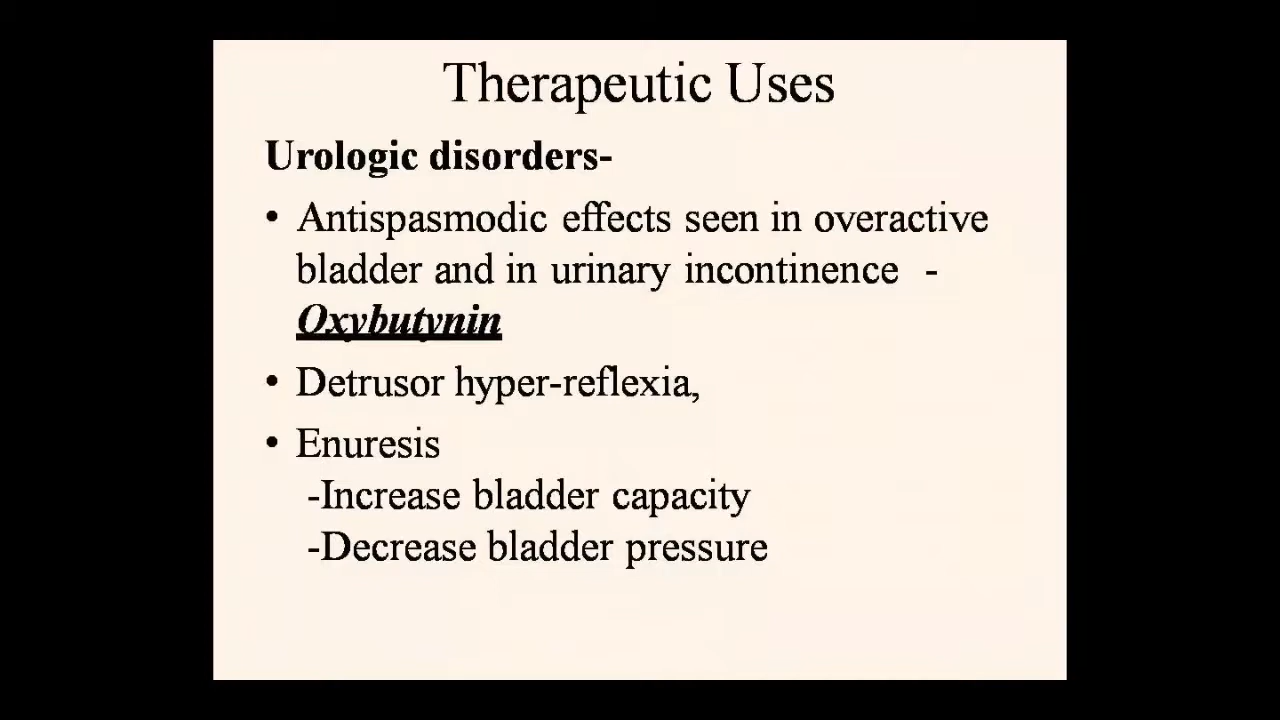 Therapeutic Uses
Urologic disorders-
• Antispasmodic effects seen in overactive
bladder and in urinary incontinence -
Oxybutynin
• Detrusor hyper-reflexia,
• Enuresis
-Increase bladder capacity
-Decrease bladder pressure